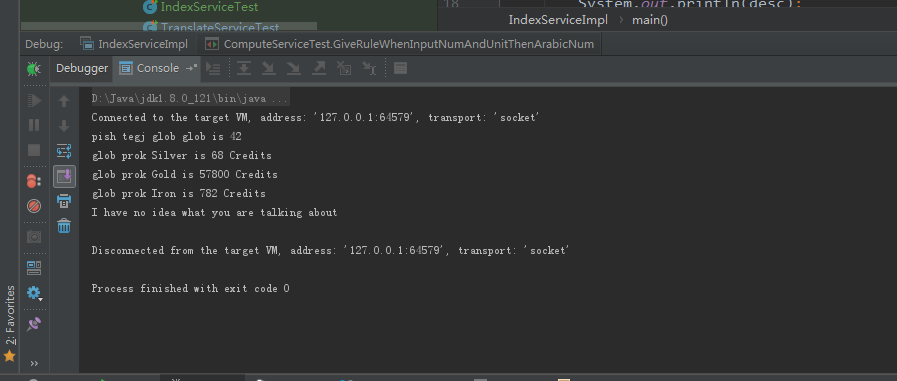 IndexServiceTest
TranslateServiceTest
18 System.out.println(desc);
IndexServiceImpl › main()
Debug: IndexServiceImpl ComputeServiceTest.GiveRuleWhenInputNumAndUnitThenArabicNum
Debugger Console
D:\Java\jdk1.8.0_121\bin\java ...
Connected to the target VM, address: '127.0.0.1:64579', transport: 'socket'
pish tegj glob glob is 42
glob prok Silver is 68 Credits
glob prok Gold is 57800 Credits
glob prok Iron is 782 Credits
I have no idea what you are talking about
Disconnected from the target VM, address: '127.0.0.1:64579', transport: 'socket'
Process finished with exit code 0
2: Favorites